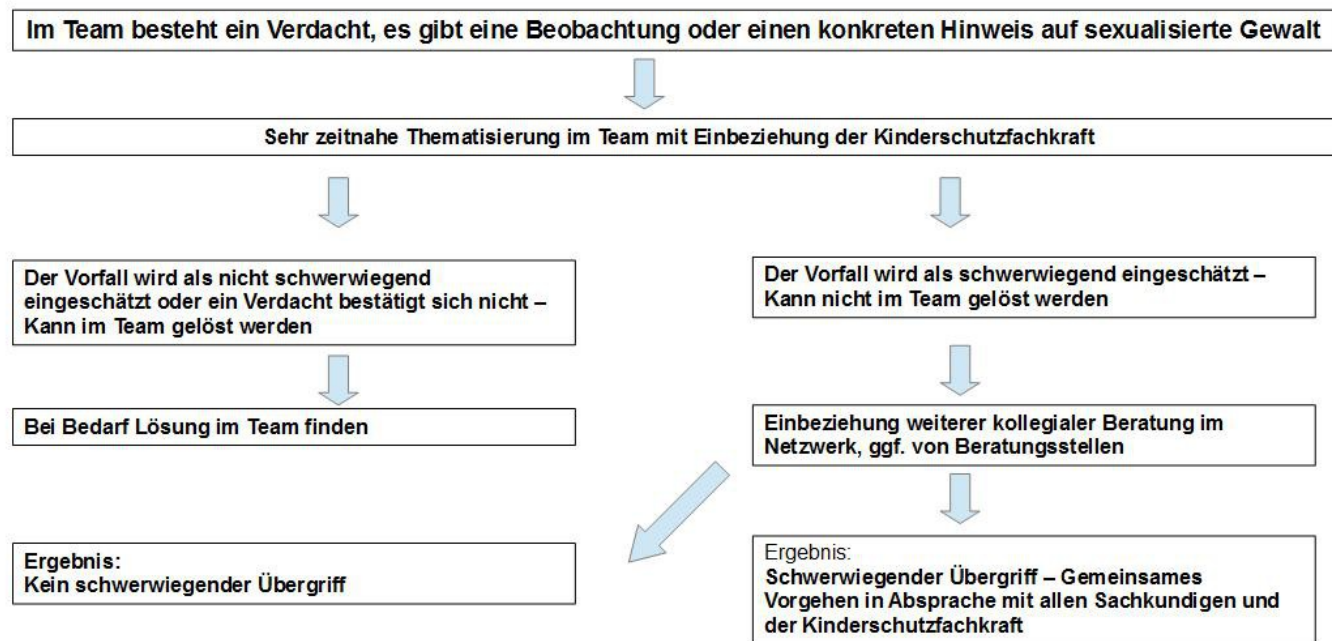 Im Team besteht ein Verdacht, es gibt eine Beobachtung oder einen konkreten Hinweis auf sexualisierte Gewalt
Sehr zeitnahe Thematisierung im Team mit Einbeziehung der Kinderschutzfachkraft
Der Vorfall wird als nicht schwerwiegend
eingeschätzt oder ein Verdacht bestätigt sich nicht –
Kann im Team gelöst werden
Der Vorfall wird als schwerwiegend eingeschätzt –
Kann nicht im Team gelöst werden
Bei Bedarf Lösung im Team finden
Einbeziehung weiterer kollegialer Beratung im
Netzwerk, ggf. von Beratungsstellen
Ergebnis:
Kein schwerwiegender Übergriff
Ergebnis:
Schwerwiegender Übergriff – Gemeinsames
Vorgehen in Absprache mit allen Sachkundigen und
der Kinderschutzfachkraft